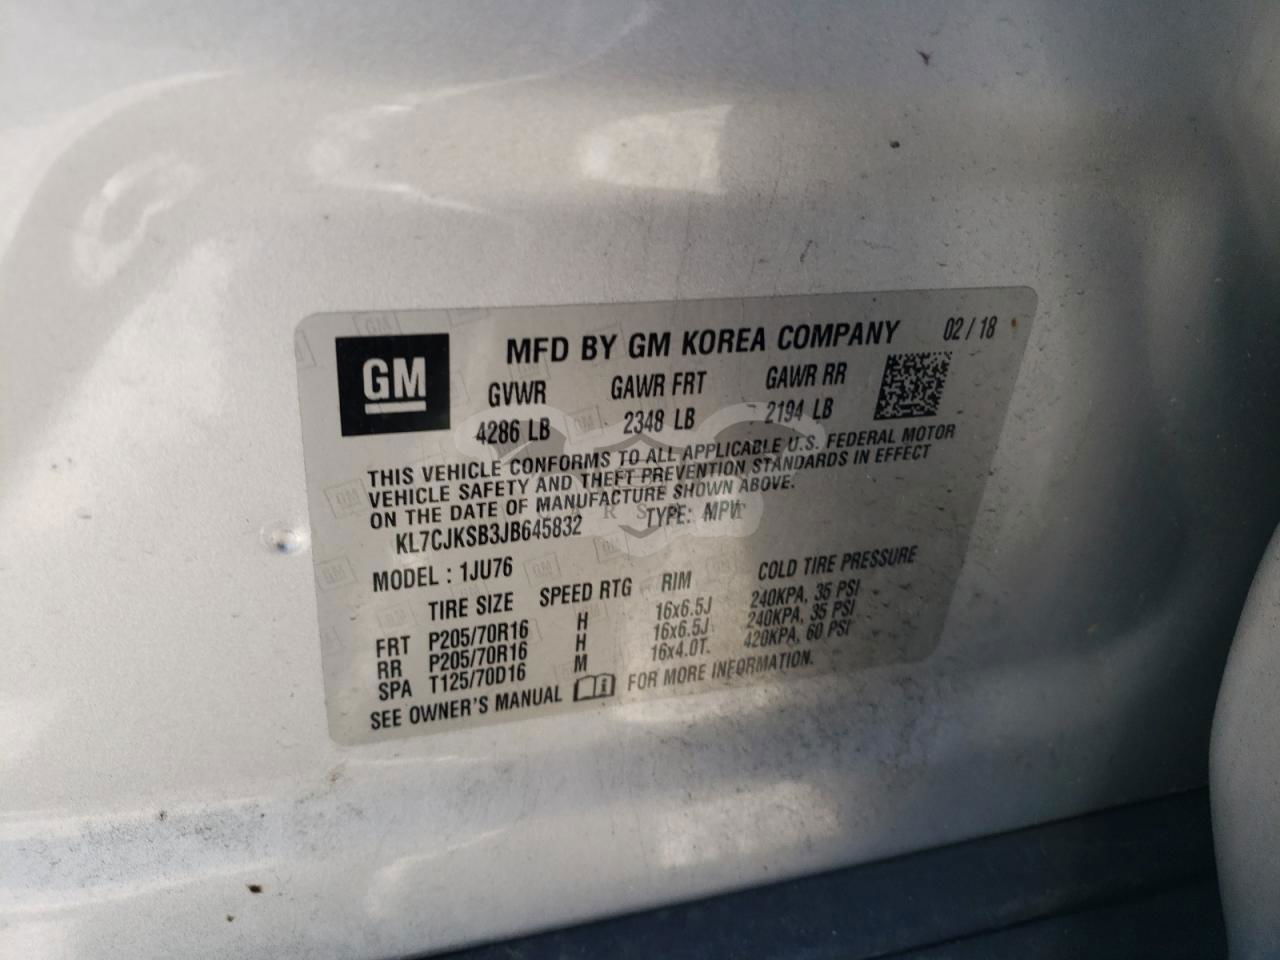 GM
MFD BY GM KOREA COMPANY 02/18
GVWR GAWR FRT GAWR RR
4286 LB 2348 LB 2194 LB
THIS VEHICLE CONFORMS TO ALL APPLICABLE U.S. FEDERAL MOTOR
VEHICLE SAFETY AND THEFT PREVENTION STANDARDS IN EFFECT
ON THE DATE OF MANUFACTURE SHOWN ABOVE.
KL7CJKSB3JB645832 TYPE: MPV
MODEL : 1JU76
TIRE SIZE SPEED RTG RIM COLD TIRE PRESSURE
FRT P205/70R16 H 16x6.5J 240KPA, 35 PSI
RR P205/70R16 H 16x6.5J 240KPA, 35 PSI
SPA T125/70D16 M 16x4.0T. 420KPA, 60 PSI
SEE OWNER'S MANUAL FOR MORE INFORMATION.